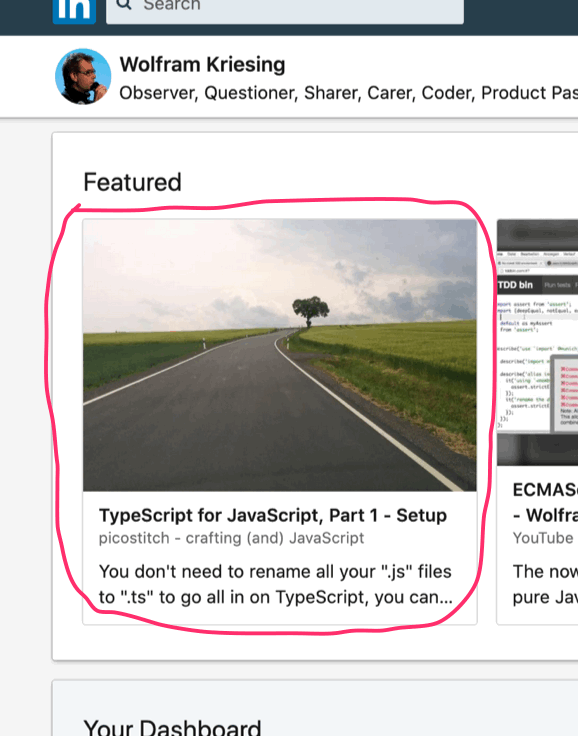 in
Search
Wolfram Kriesing
Observer, Questioner, Sharer, Carer, Coder, Product Pas
Featured
TypeScript for JavaScript, Part 1 - Setup
picostitch - crafting (and) JavaScript
You don't need to rename all your ".js" files
to ".ts" to go all in on TypeScript, you can...
TDD bin
Run tests
ECMASc
- Wolfra
YouTube
The now
pure Jav
Your Dashboard